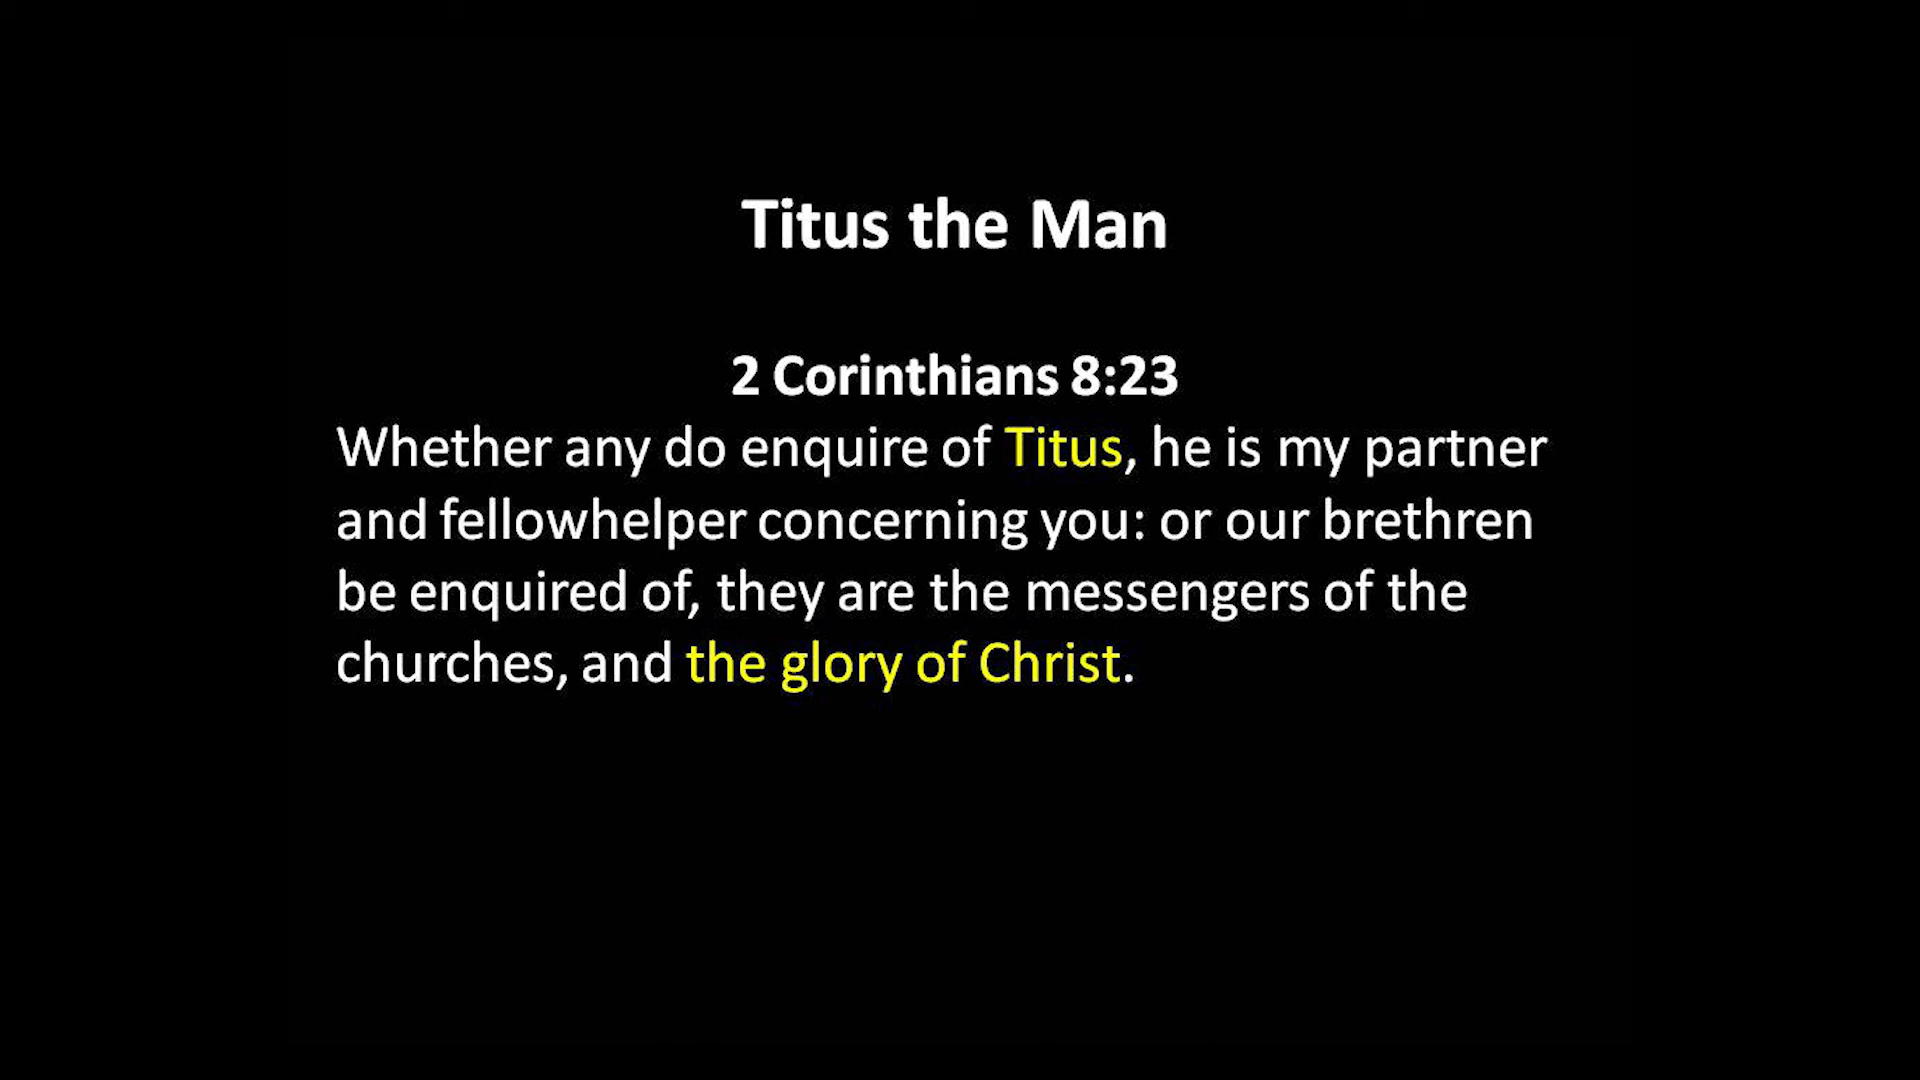 Titus the Man
2 Corinthians 8:23
Whether any do enquire of Titus, he is my partner
and fellowhelper concerning you: or our brethren
be enquired of, they are the messengers of the
churches, and the glory of Christ.